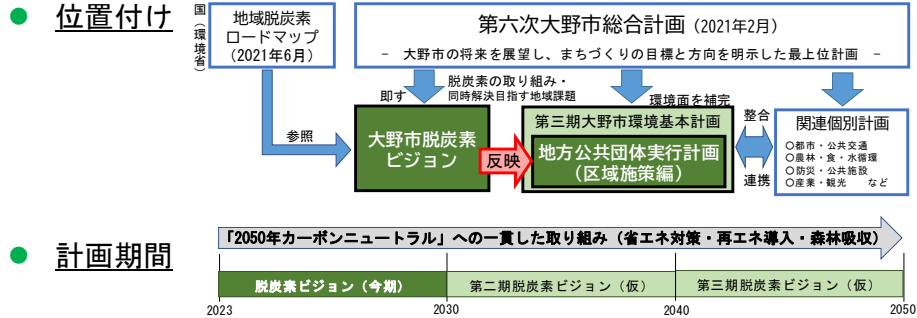 ● 位置付け
国（環境省）
地域脱炭素
ロードマップ
（2021年6月）
第六次大野市総合計画（2021年2月）
－ 大野市の将来を展望し、まちづくりの目標と方向を明示した最上位計画 －
即す
脱炭素の取り組み・
同時解決目指す地域課題
環境面を補完
参照
大野市脱炭素
ビジョン
反映
第三期大野市環境基本計画
地方公共団体実行計画
（区域施策編）
整合
連携
関連個別計画
○都市・公共交通
○農林・食・水循環
○防災・公共施設
○産業・観光　など
● 計画期間
「2050年カーボンニュートラル」への一貫した取り組み（省エネ対策・再エネ導入・森林吸収）
脱炭素ビジョン（今期）
第二期脱炭素ビジョン（仮）
第三期脱炭素ビジョン（仮）
2023
2030
2040
2050